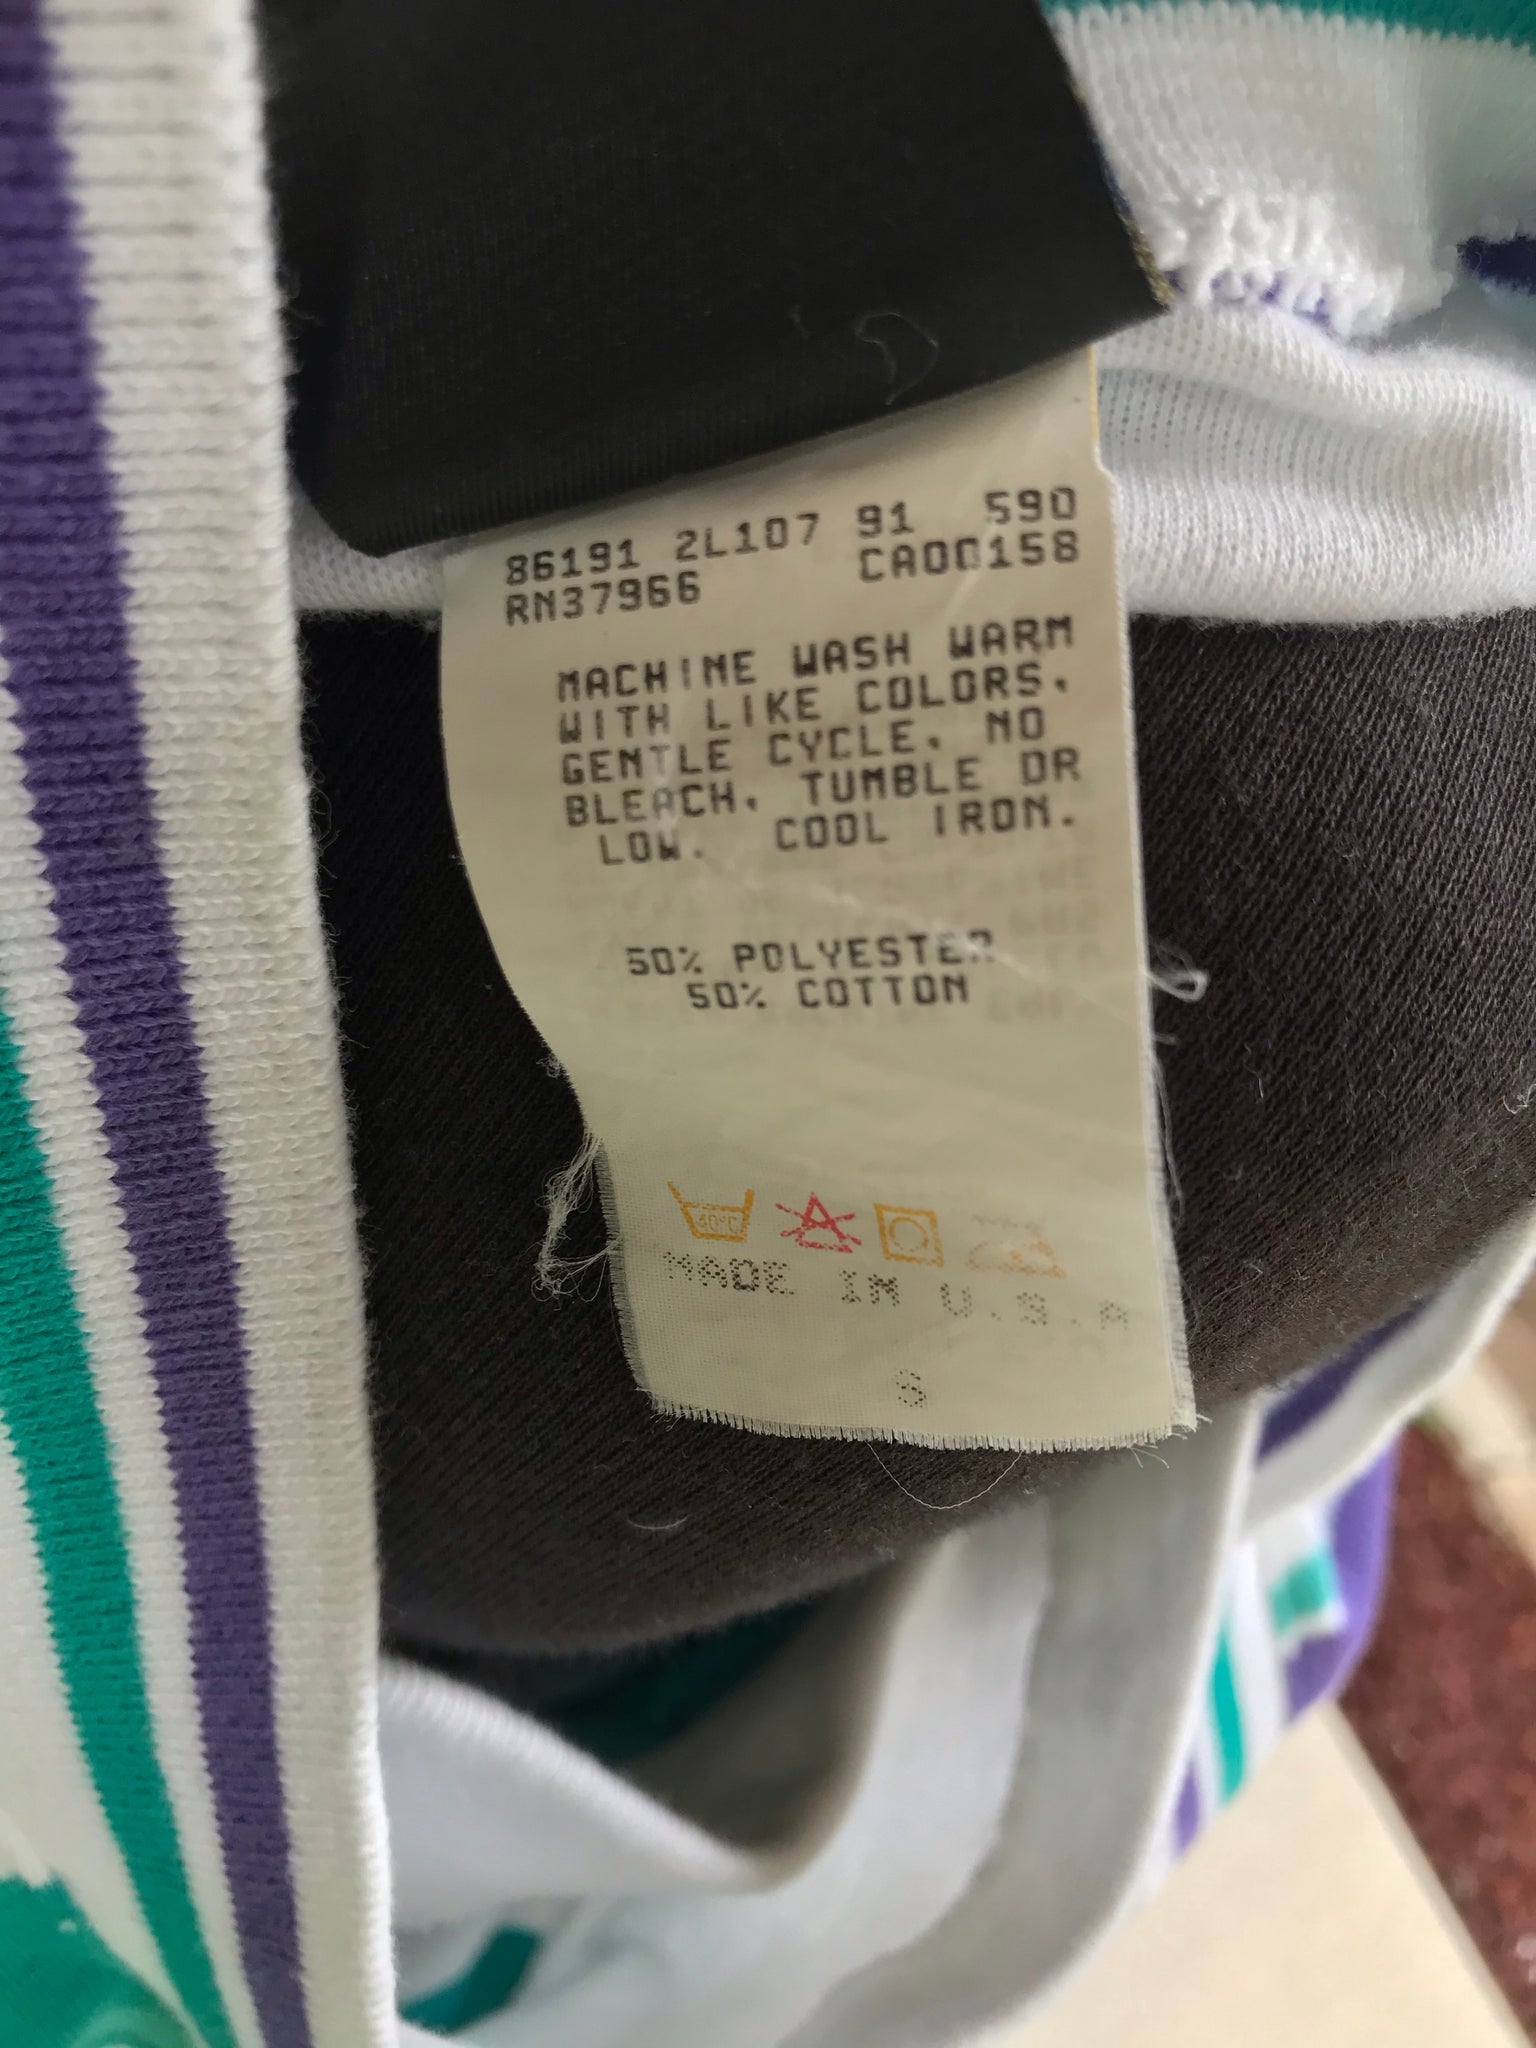 86191 2L107 91 590
RN37966 CA00158
MACHINE WASH WARM
WITH LIKE COLORS,
GENTLE CYCLE, NO
BLEACH, TUMBLE DR
LOW. COOL IRON.
50% POLYESTER
50% COTTON
40°C
MADE IN U.S.A
S